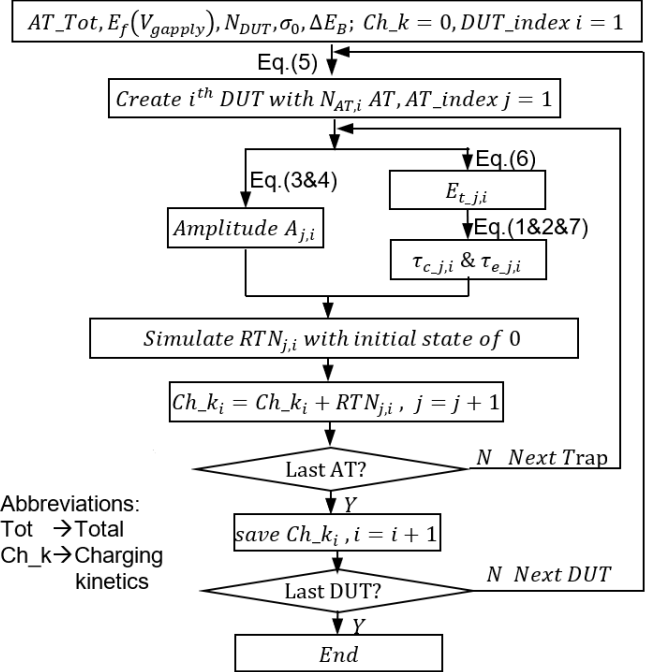 AT_Tot, E_f(V_gapply), N_DUT, σ_0, ΔE_B; Ch_k = 0, DUT_index i = 1
Eq.(5)
Create i^th DUT with N_AT,i AT, AT_index j = 1
Eq.(6)
Eq.(3&4)
E_t_j,i
Amplitude A_j,i
Eq.(1&2&7)
τ_c_j,i & τ_e_j,i
Simulate RTN_j,i with initial state of 0
Ch_k_i = Ch_k_i + RTN_j,i , j = j + 1
Last AT?
N Next Trap
Y
Abbreviations:
Tot →Total
Ch_k→Charging
kinetics
save Ch_k_i , i = i + 1
Last DUT?
N Next DUT
Y
End